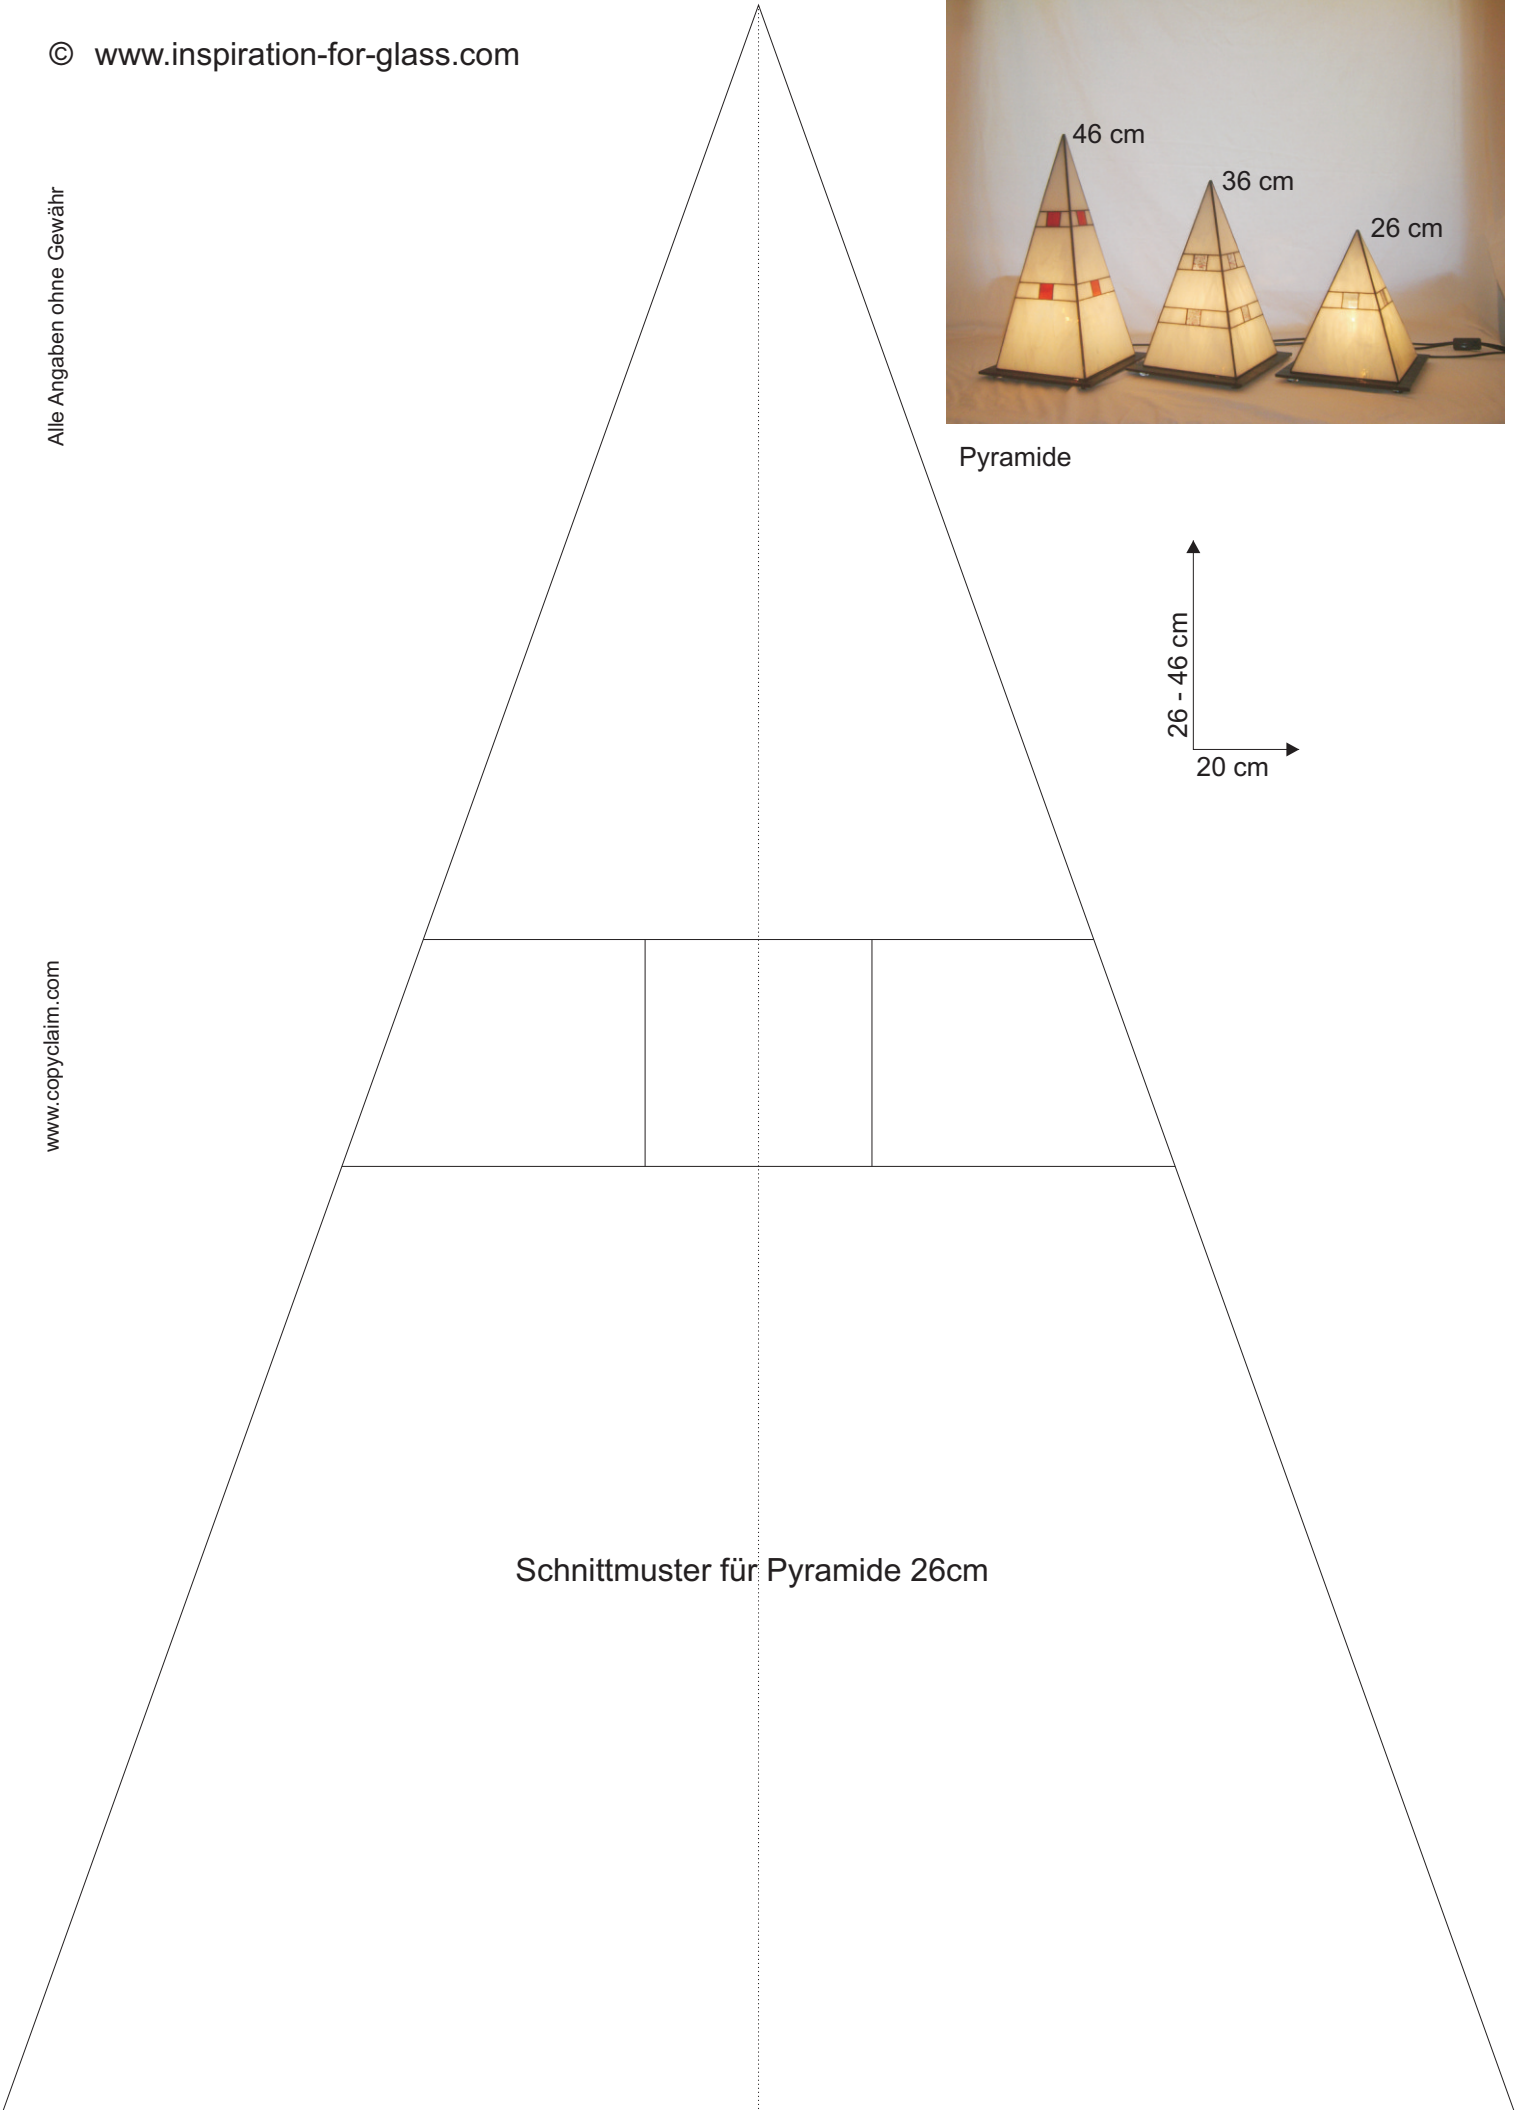 © www.inspiration-for-glass.com
Alle Angaben ohne Gewähr
46 cm
36 cm
26 cm
Pyramide
26 - 46 cm
20 cm
www.copyclaim.com
Schnittmuster für Pyramide 26cm